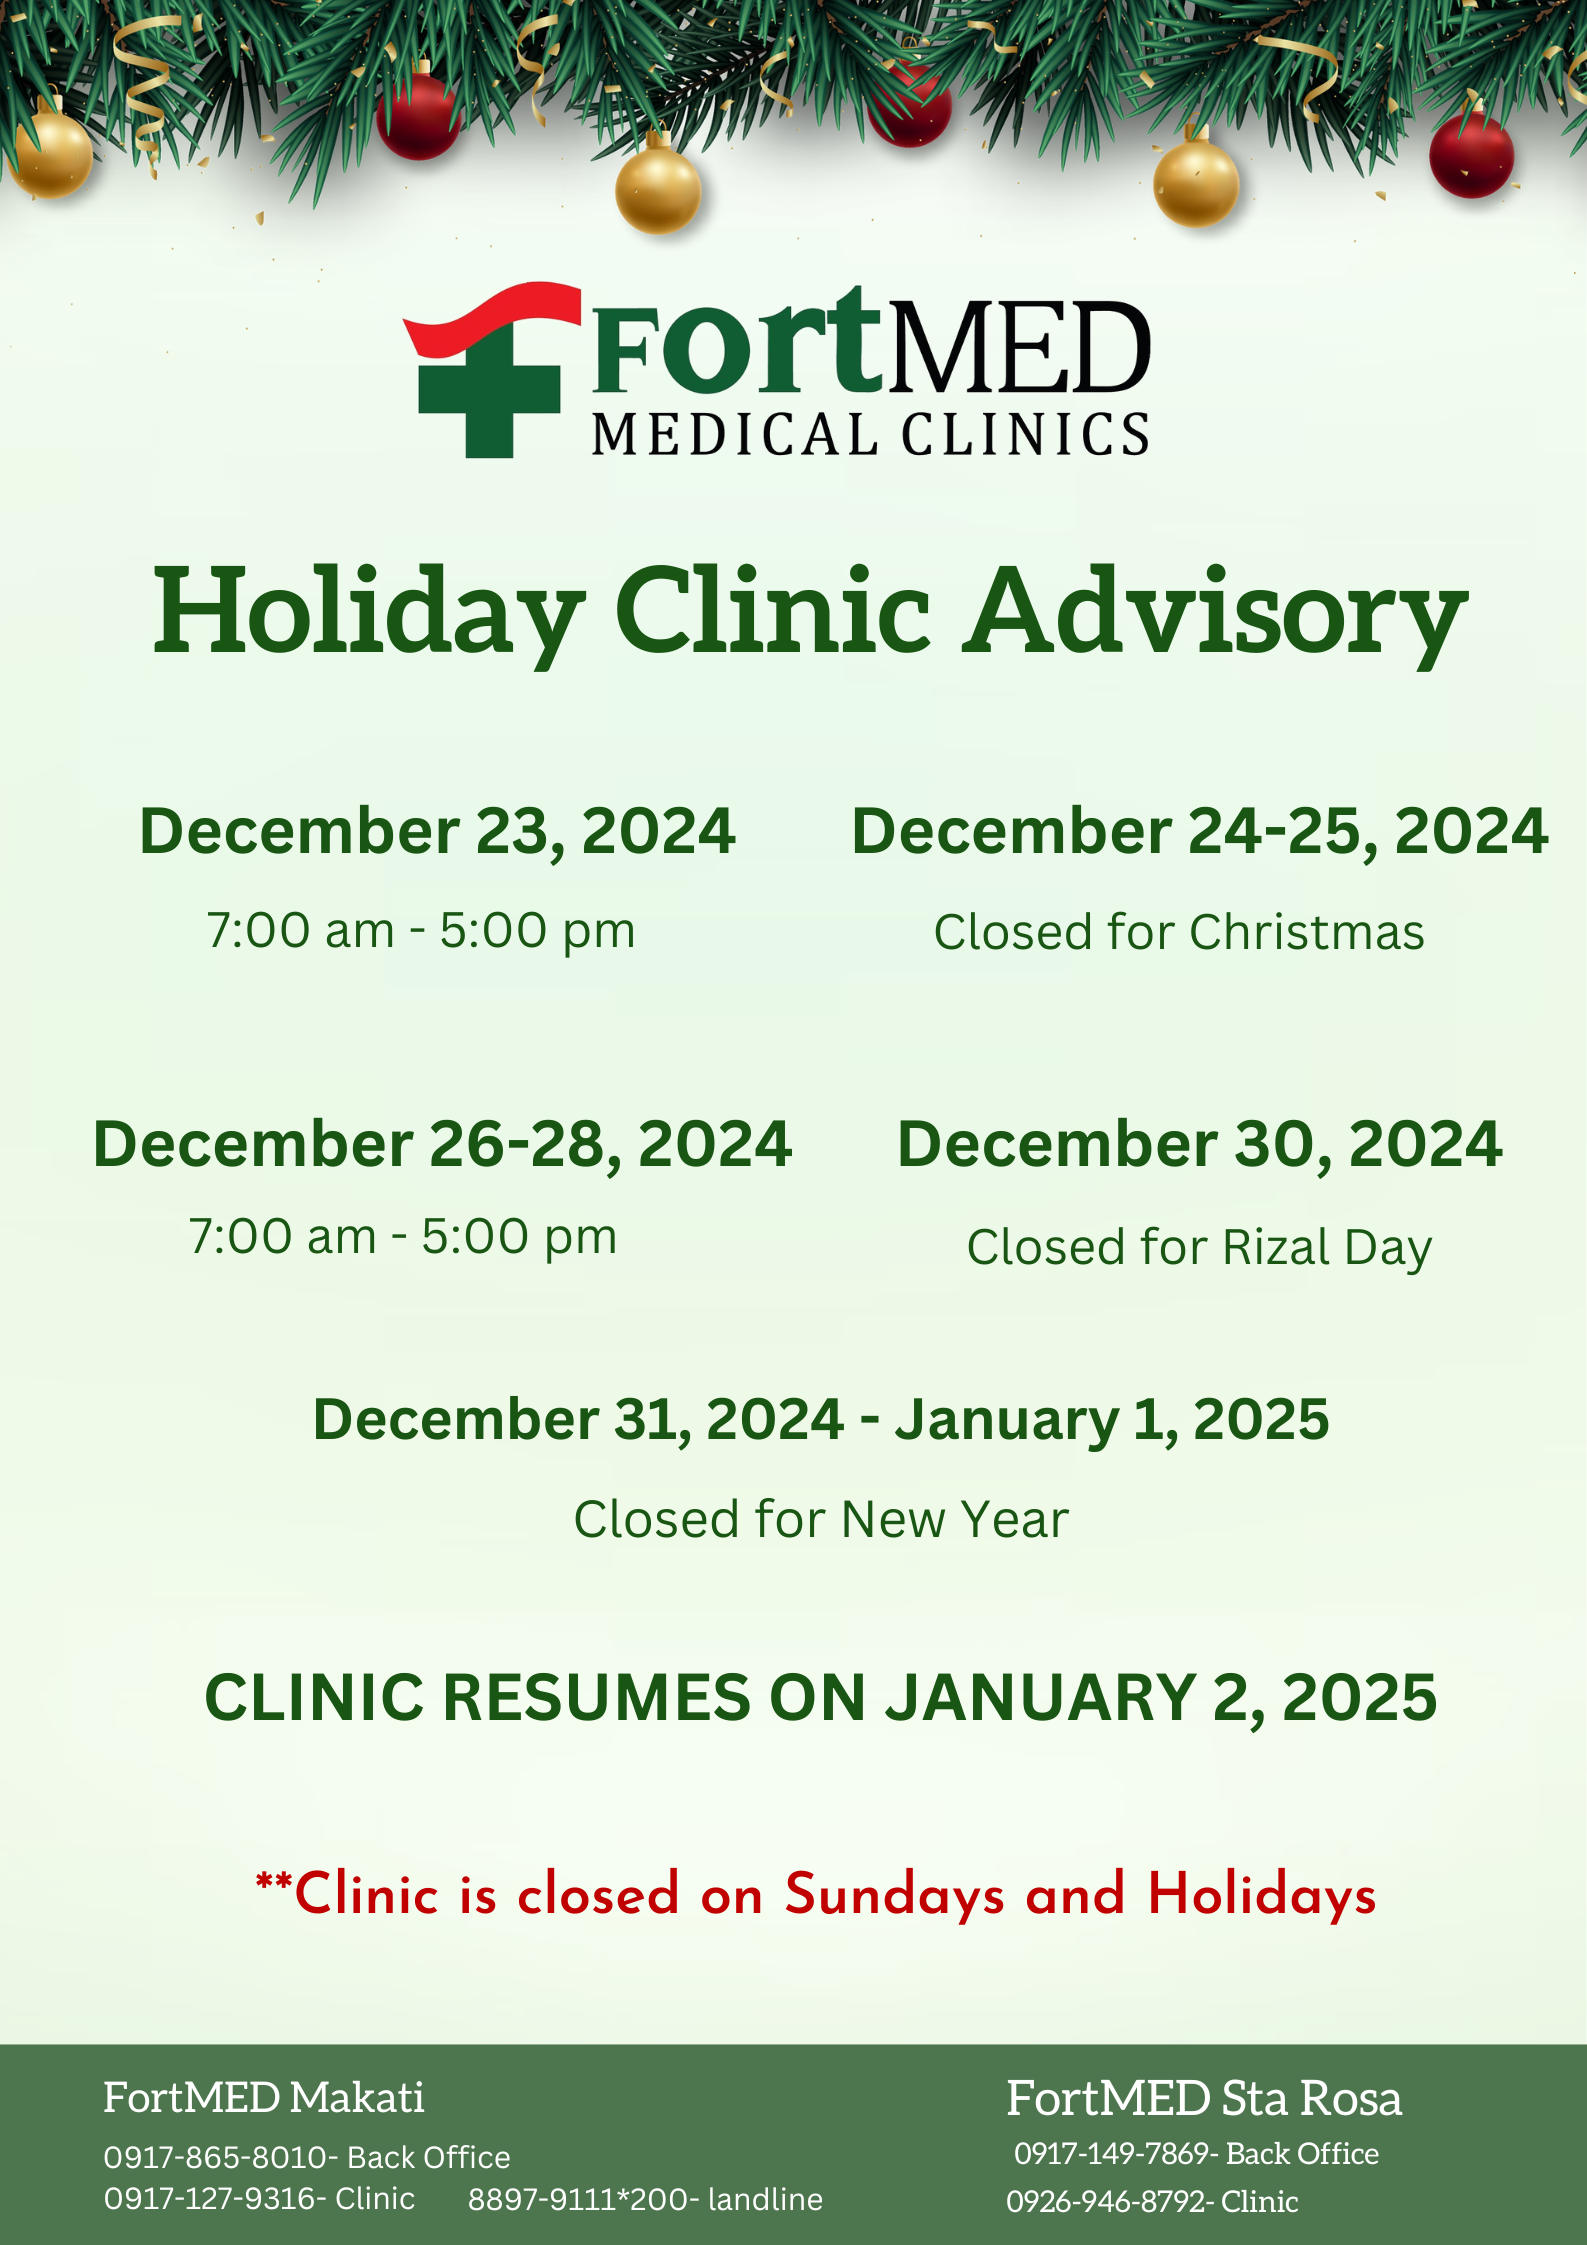 FortMED
MEDICAL CLINICS
Holiday Clinic Advisory
December 23, 2024
7:00 am - 5:00 pm
December 24-25, 2024
Closed for Christmas
December 26-28, 2024
7:00 am - 5:00 pm
December 30, 2024
Closed for Rizal Day
December 31, 2024 - January 1, 2025
Closed for New Year
CLINIC RESUMES ON JANUARY 2, 2025
**Clinic is closed on Sundays and Holidays
FortMED Makati
0917-865-8010- Back Office
0917-127-9316- Clinic 8897-9111*200- landline
FortMED Sta Rosa
0917-149-7869- Back Office
0926-946-8792- Clinic